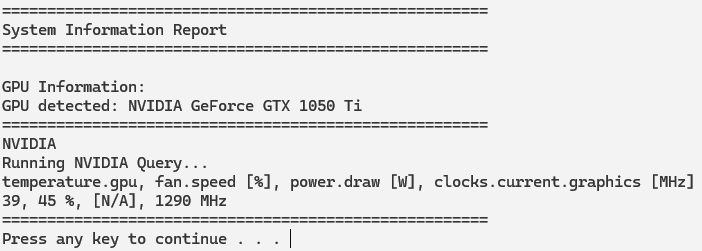 ======================================================
System Information Report
======================================================
GPU Information:
GPU detected: NVIDIA GeForce GTX 1050 Ti
======================================================
NVIDIA
Running NVIDIA Query...
temperature.gpu, fan.speed [%], power.draw [W], clocks.current.graphics [MHz]
39, 45 %, [N/A], 1290 MHz
======================================================
Press any key to continue . . .